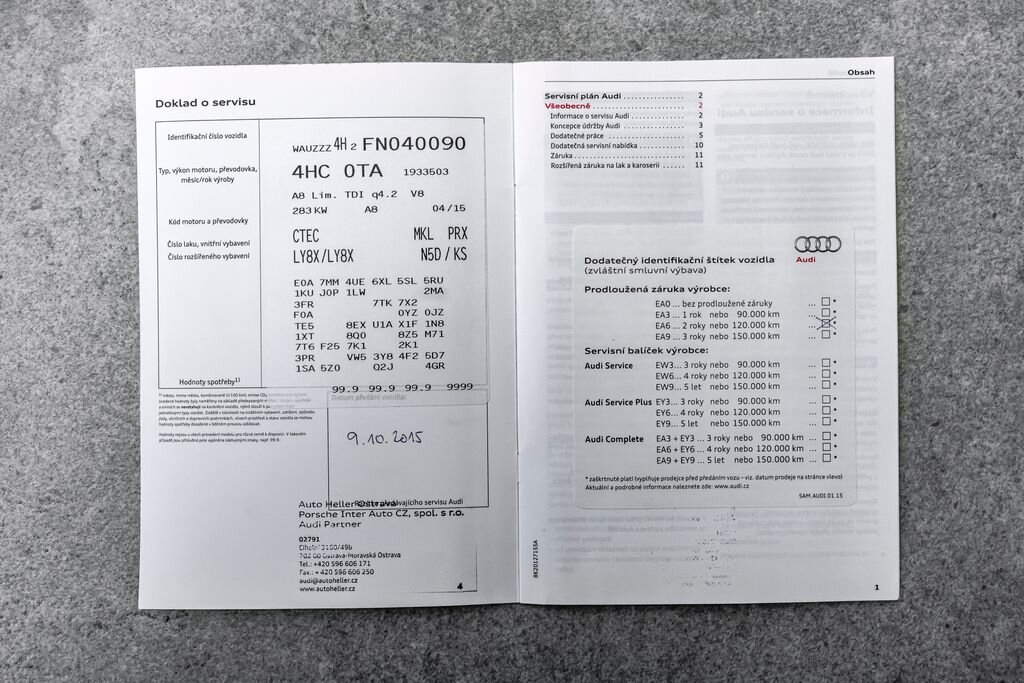 Doklad o servisu
Identifikační číslo vozidla
WAUZZZ 4H 2 FN040090
Typ, výkon motoru, převodovka,
měsíc/rok výroby
4HC 0TA 1933503
A8 Lim. TDI q4.2 V8
283 KW A8 04/15
Kód motoru a převodovky
CTEC MKL PRX
Číslo laku, vnitřní vybavení
Číslo rozšířeného vybavení
LY8X/LY8X N5D / KS
E0A 7MM 4UE 6XL 5SL 5RU
1KU J0P 1LW 2MA
3FR 7TK 7X2
F0A 0YZ 0JZ
TE5 8EX U1A X1F 1N8
1XT 8Q0 8Z5 M71
7T6 F25 7K1 2K1
3PR VW5 3Y8 4F2 5D7
1SA 5Z0 Q2J 4GR
Hodnoty spotřeby1)
99.9 99.9 99.9 9999
Datum předání vozidla:
9.10.2015
předávajícího servisu Audi
Auto Heller Ostrava
Porsche Inter Auto CZ, spol. s r.o.
Audi Partner
02791
3160/49b
702 00 Ostrava-Moravská Ostrava
Tel.: +420 596 606 171
Fax.: +420 596 606 250
audi@autoheller.cz
www.autoheller.cz
4
Obsah
Servisní plán Audi 2
Všeobecně 2
Informace o servisu Audi 2
Koncepce údržby Audi 3
Dodatečné práce 5
Dodatečná servisní nabídka 10
Záruka 11
Rozšířená záruka na lak a karoserii 11
Audi
Dodatečný identifikační štítek vozidla
(zvláštní smluvní výbava)
Prodloužená záruka výrobce:
EA0 ... bez prodloužené záruky ... *
EA3 ... 1 rok nebo 90.000 km ... *
EA6 ... 2 roky nebo 120.000 km ... *
EA9 ... 3 roky nebo 150.000 km ... *
Servisní balíček výrobce:
Audi Service EW3... 3 roky nebo 90.000 km ... *
EW6... 4 roky nebo 120.000 km ... *
EW9... 5 let nebo 150.000 km ... *
Audi Service Plus EY3... 3 roky nebo 90.000 km ... *
EY6... 4 roky nebo 120.000 km ... *
EY9... 5 let nebo 150.000 km ... *
Audi Complete EA3 + EY3... 3 roky nebo 90.000 km ... *
EA6 + EY6 ... 4 roky nebo 120.000 km ... *
EA9 + EY9... 5 let nebo 150.000 km ... *
* zaškrtnuté platí (vyplňuje prodejce před předáním vozu – viz. datum prodeje na stránce vlevo)
Aktuální a podrobné informace naleznete zde: www.audi.cz
SAM.AUDI.01.15
8K2012715SA
1